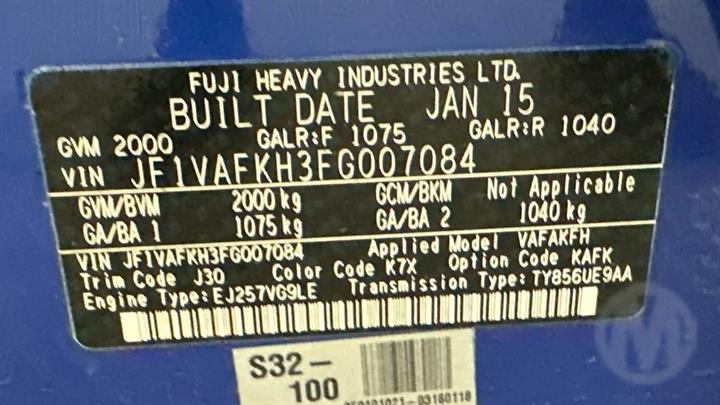 FUJI HEAVY INDUSTRIES LTD.
BUILT DATE JAN 15
GVM 2000 GALR:F 1075 GALR:R 1040
VIN JF1VAFKH3FG007084
GVM/BVM 2000 kg GCM/BKM Not Applicable
GA/BA 1 1075 kg GA/BA 2 1040 kg
VIN JF1VAFKH3FG007084 Applied Model VAFAKFH
Trim Code J30 Color Code K7X Option Code KAFK
Engine Type:EJ257VG9LE Transmission Type:TY856UE9AA
S32-
100